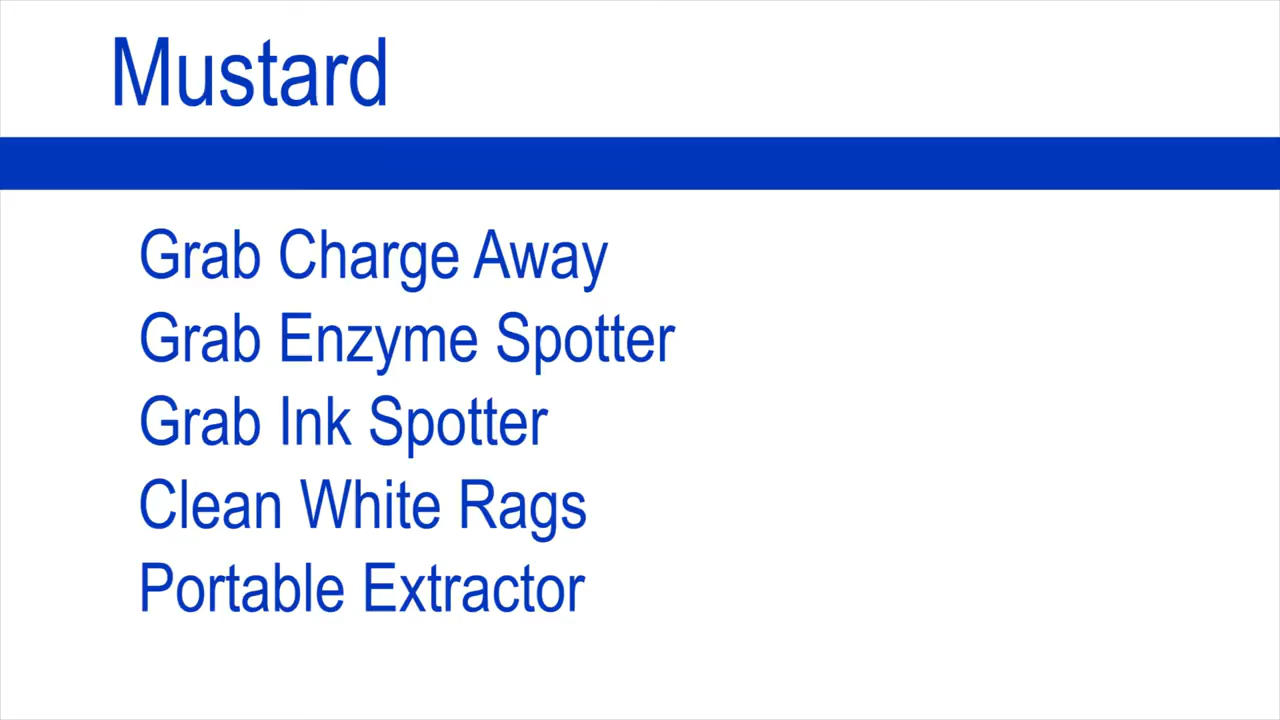 Mustard
Grab Charge Away
Grab Enzyme Spotter
Grab Ink Spotter
Clean White Rags
Portable Extractor